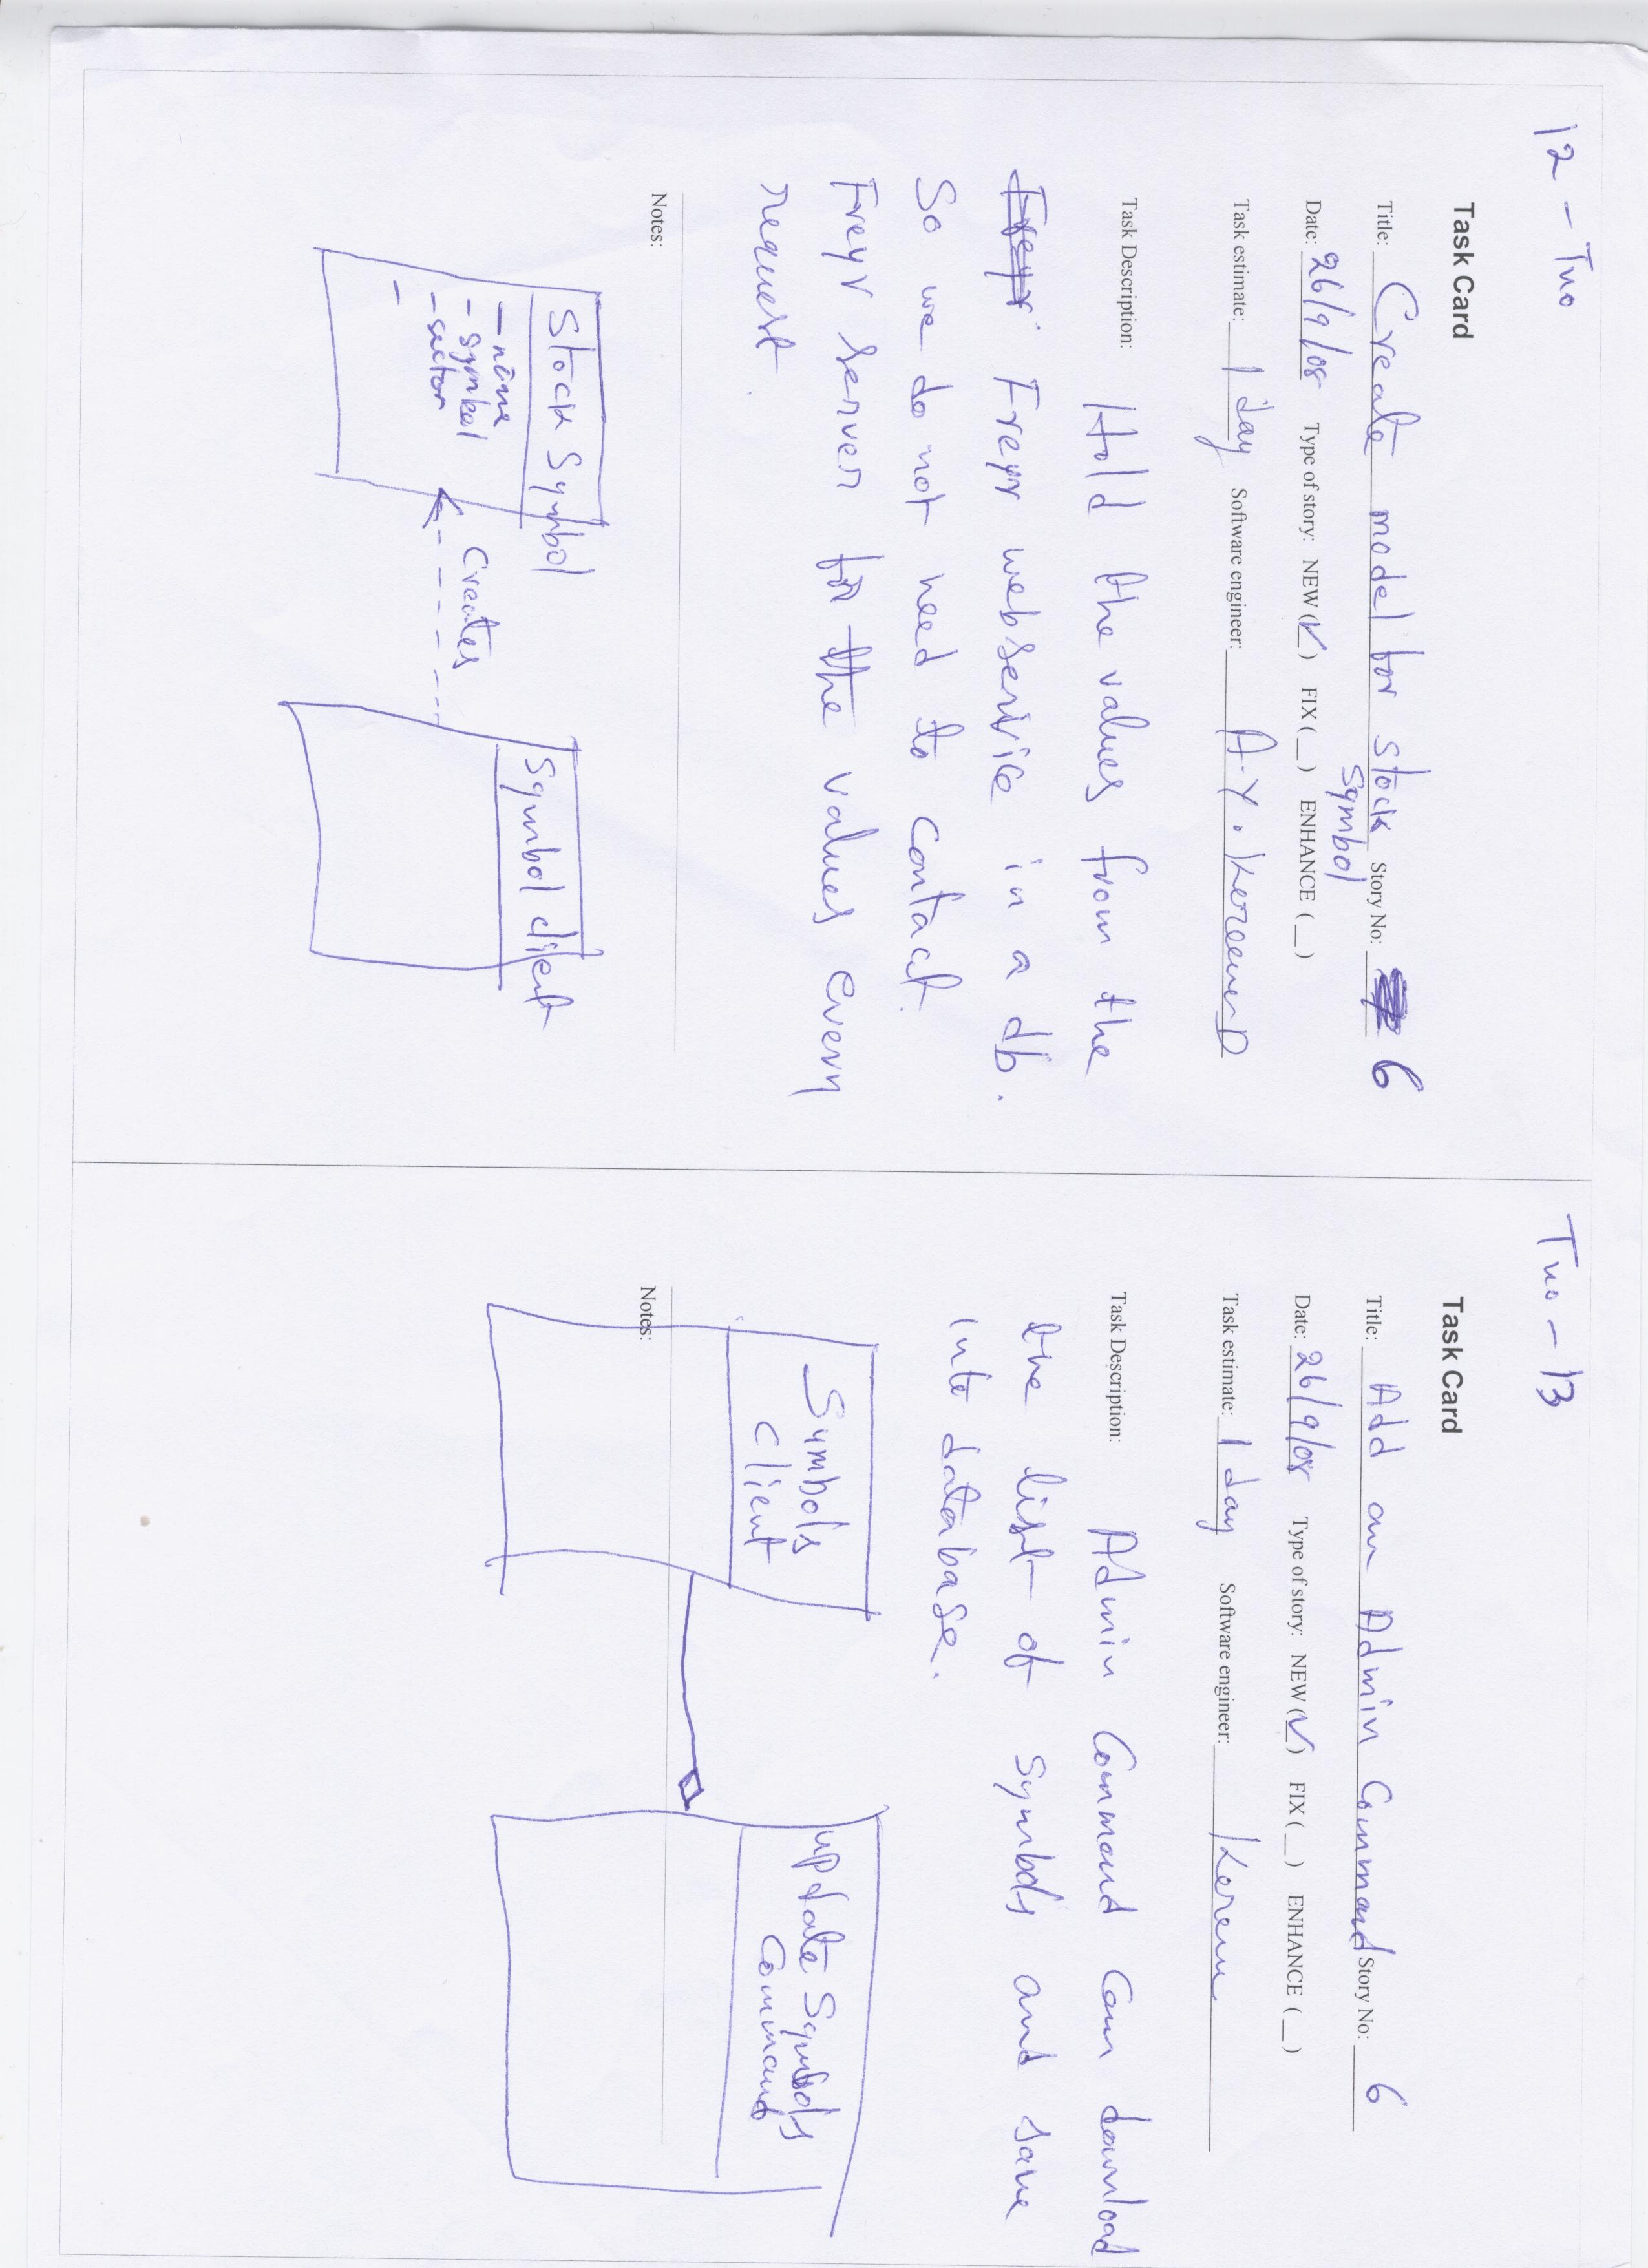 12 - Two
Task Card
Title: Create model for stock Symbol Story No: 6
Date: 26/9/08 Type of story: NEW (✓) FIX (_) ENHANCE (_)
Task estimate: 1 day Software engineer: A.Y. Kerem
Task Description: Hold the values from the
Freyr Freyr webservice in a db.
So we do not need to contact
Freyr server for the values every
request.
Notes:
Stock Symbol
- name
- symbol
- sector
-
Creates
Symbol client
Two - 13
Task Card
Title: Add an Admin Command Story No: 6
Date: 26/9/08 Type of story: NEW (✓) FIX (_) ENHANCE (_)
Task estimate: 1 day Software engineer: Kerem
Task Description: Admin Command can download
the list of symbols and save
into database.
Notes:
Symbols
client
update Symbols
Command